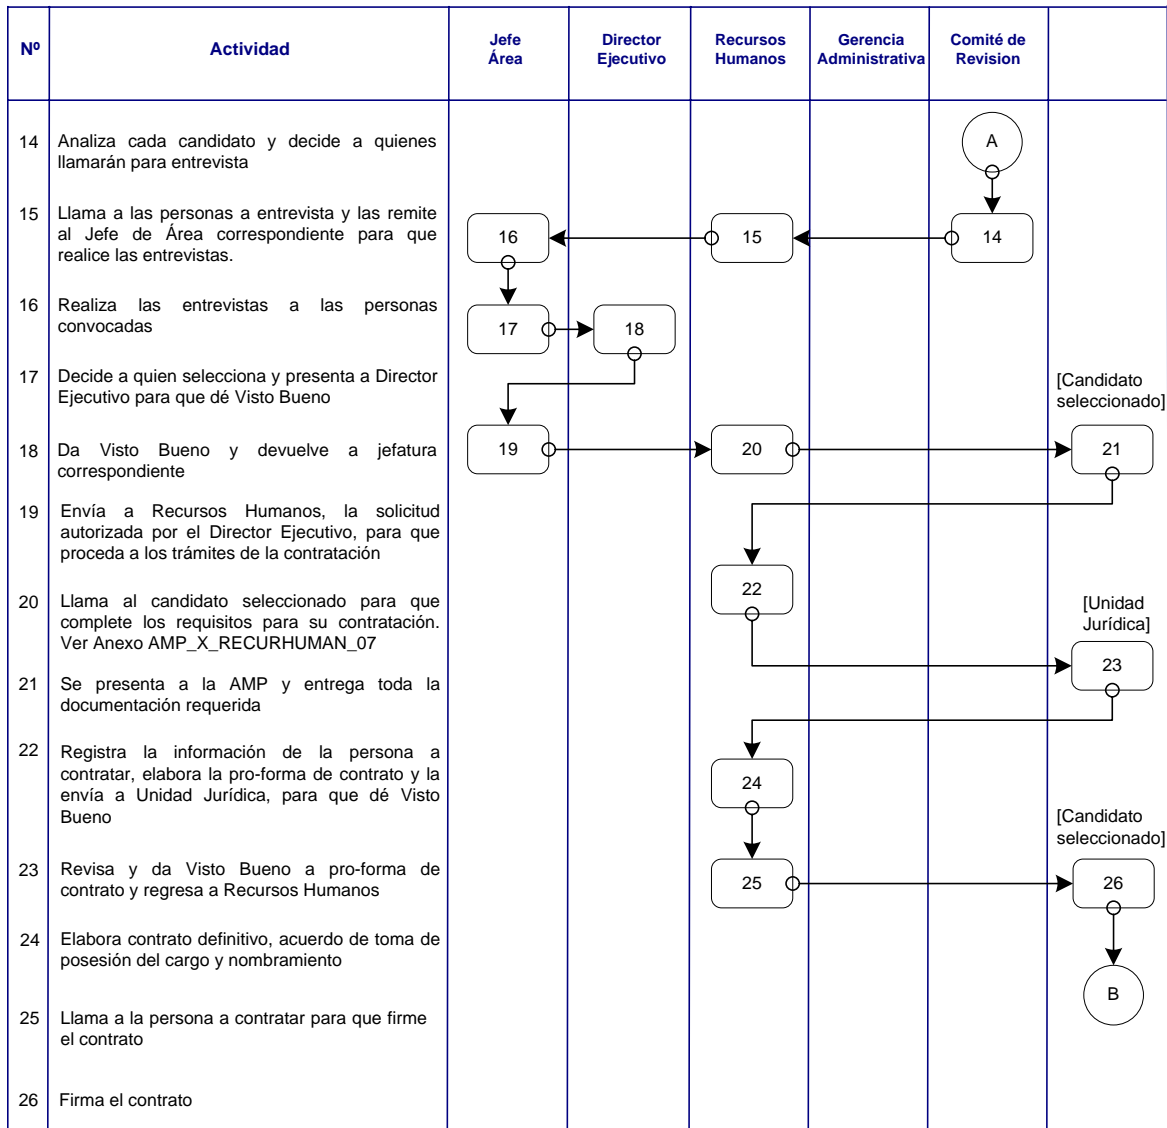 Nº
Actividad
Jefe
Área
Director
Ejecutivo
Recursos
Humanos
Gerencia
Administrativa
Comité de
Revision
14
Analiza cada candidato y decide a quienes
llamarán para entrevista
A
15
Llama a las personas a entrevista y las remite
al Jefe de Área correspondiente para que
realice las entrevistas.
16
15
14
16
Realiza las entrevistas a las personas
convocadas
17
18
17
Decide a quien selecciona y presenta a Director
Ejecutivo para que dé Visto Bueno
[Candidato
seleccionado]
18
Da Visto Bueno y devuelve a jefatura
correspondiente
19
20
21
19
Envía a Recursos Humanos, la solicitud
autorizada por el Director Ejecutivo, para que
proceda a los trámites de la contratación
22
20
Llama al candidato seleccionado para que
complete los requisitos para su contratación.
Ver Anexo AMP_X_RECURHUMAN_07
[Unidad
Jurídica]
23
21
Se presenta a la AMP y entrega toda la
documentación requerida
22
Registra la información de la persona a
contratar, elabora la pro-forma de contrato y la
envía a Unidad Jurídica, para que dé Visto
Bueno
24
[Candidato
seleccionado]
23
Revisa y da Visto Bueno a pro-forma de
contrato y regresa a Recursos Humanos
25
26
24
Elabora contrato definitivo, acuerdo de toma de
posesión del cargo y nombramiento
B
25
Llama a la persona a contratar para que firme
el contrato
26
Firma el contrato